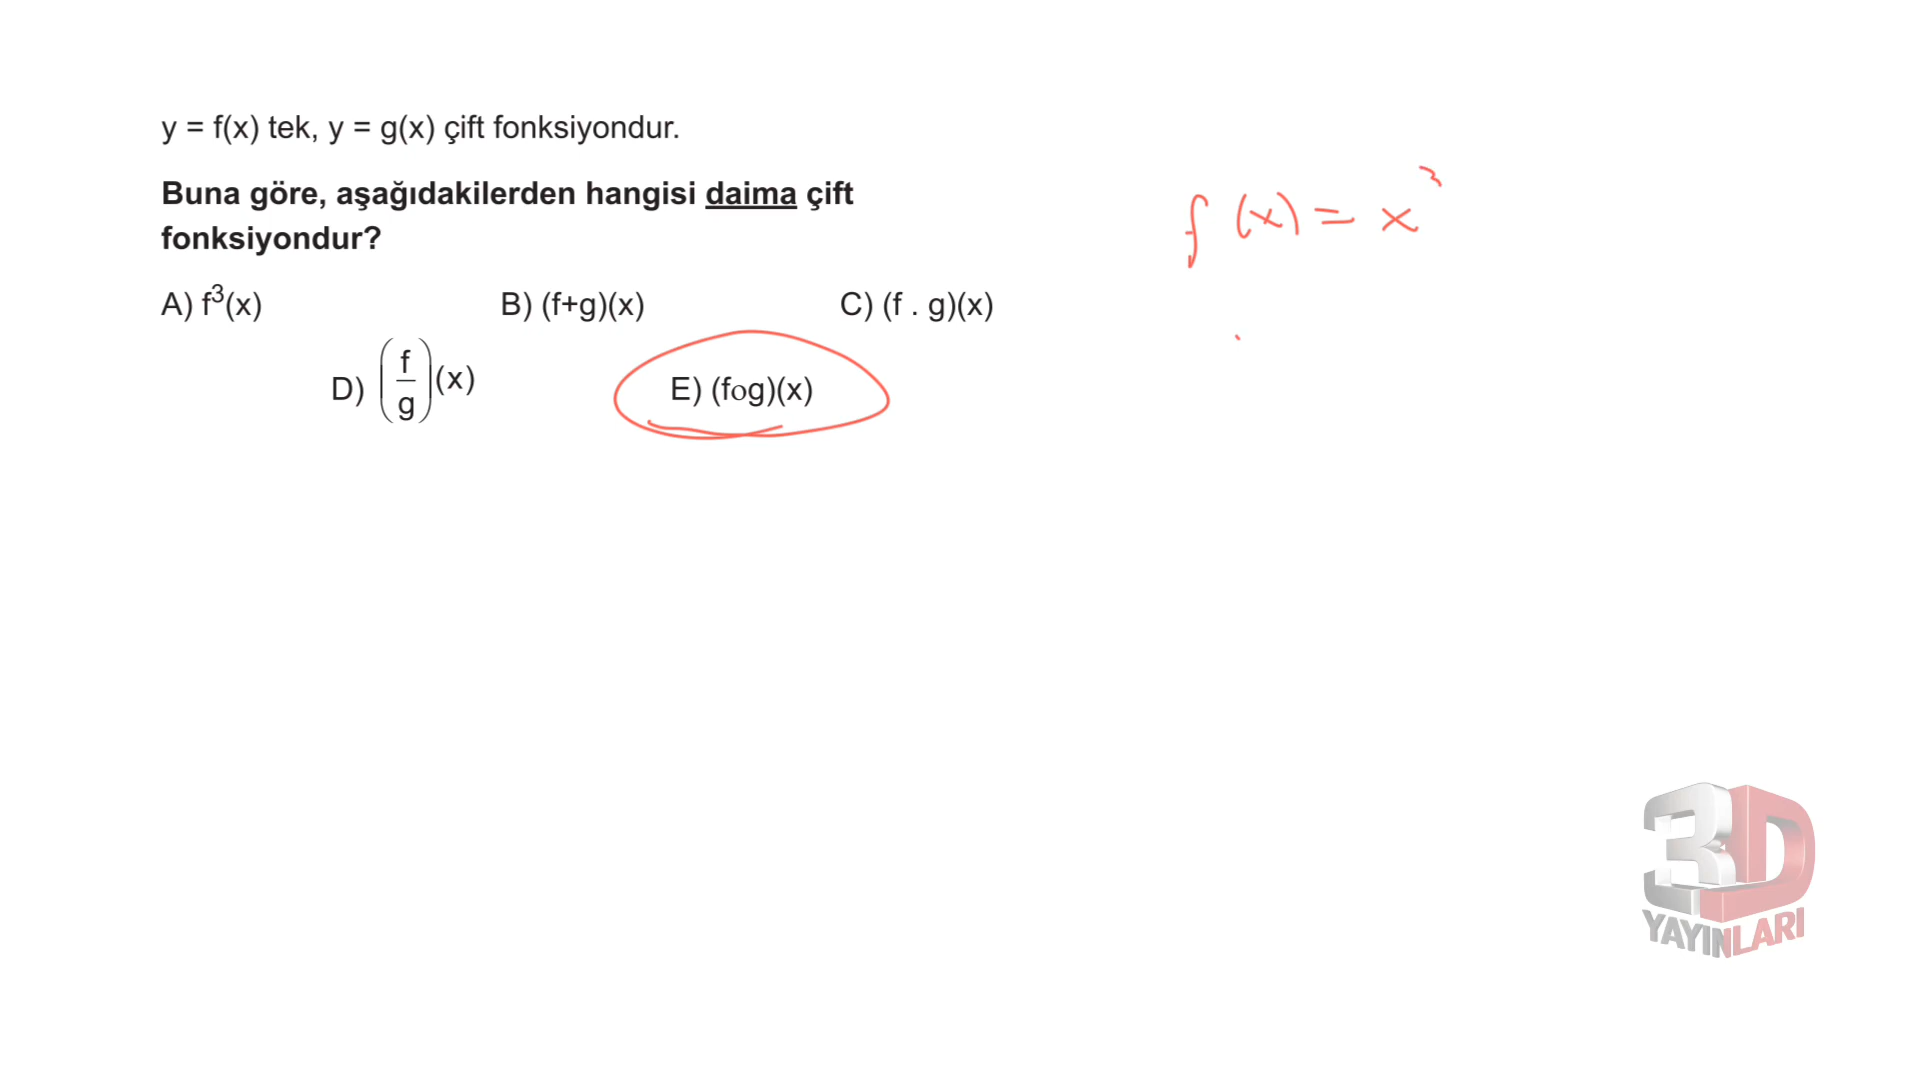 y = f(x) tek, y = g(x) çift fonksiyondur.
Buna göre, aşağıdakilerden hangisi daima çift
fonksiyondur?
A) f³(x) B) (f+g)(x) C) (f . g)(x)
D) (f/g)(x) E) (fog)(x)
f(x) = x³
3D
YAYINLARI